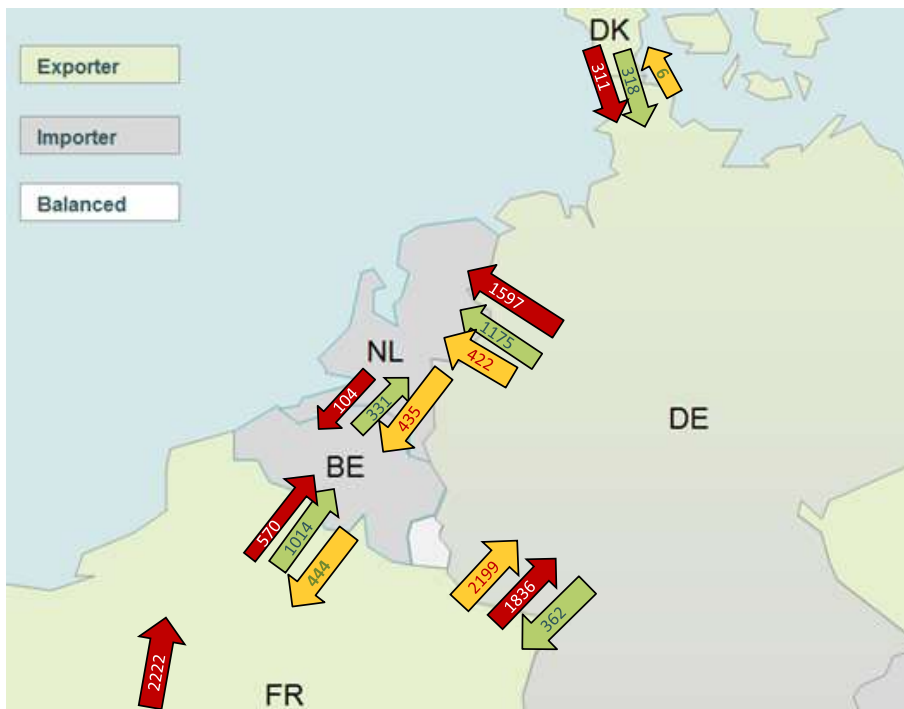 DK
Exporter
311
318
6
Importer
Balanced
1597
1175
NL
422
104
331
435
DE
BE
570
1014
444
2199
1836
362
2222
FR